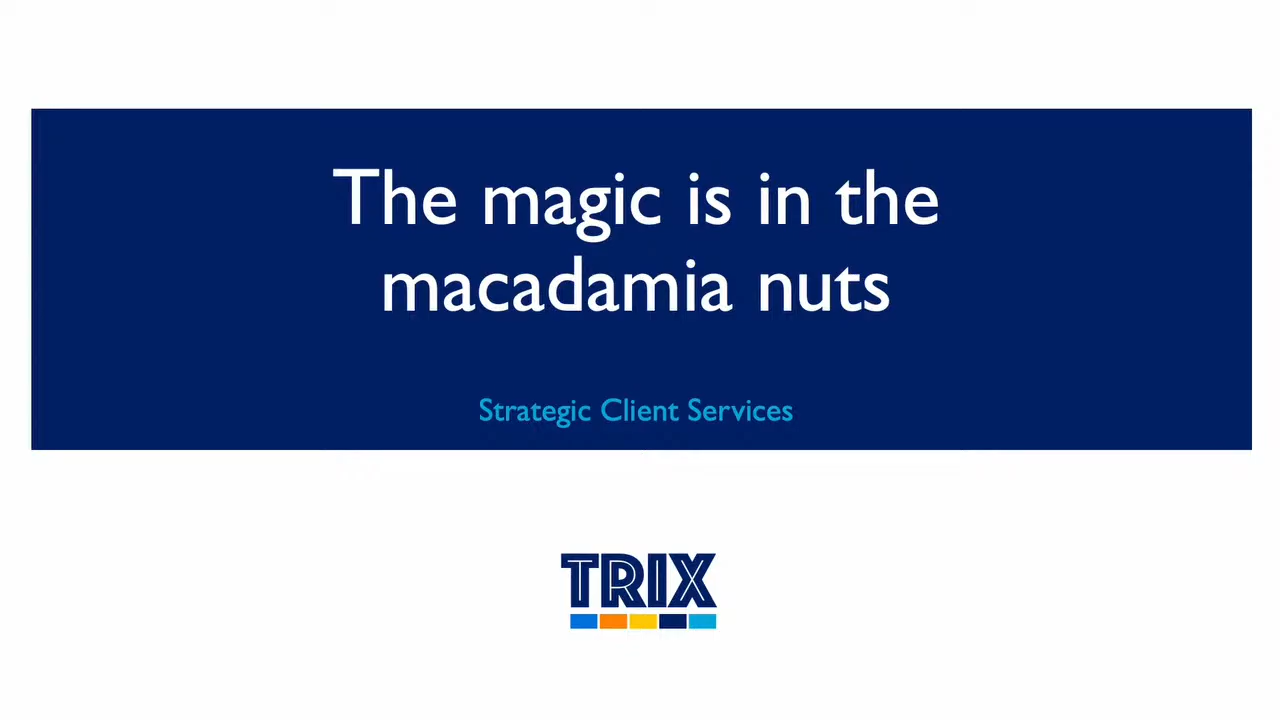 The magic is in the
macadamia nuts
Strategic Client Services
TRIX